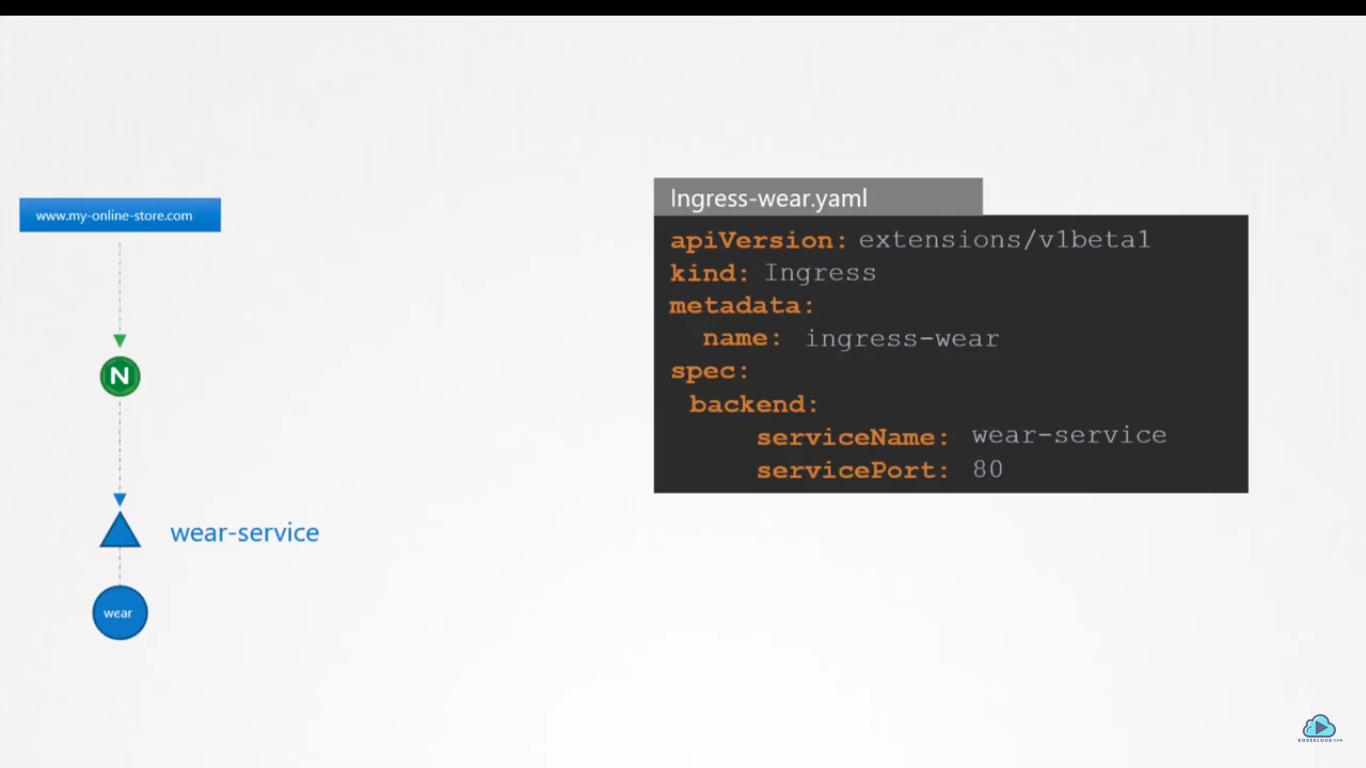 www.my-online-store.com
N
wear-service
wear
Ingress-wear.yaml
apiVersion: extensions/v1beta1
kind: Ingress
metadata:
  name: ingress-wear
spec:
 backend:
     serviceName: wear-service
     servicePort: 80
KODEKLOUD.COM